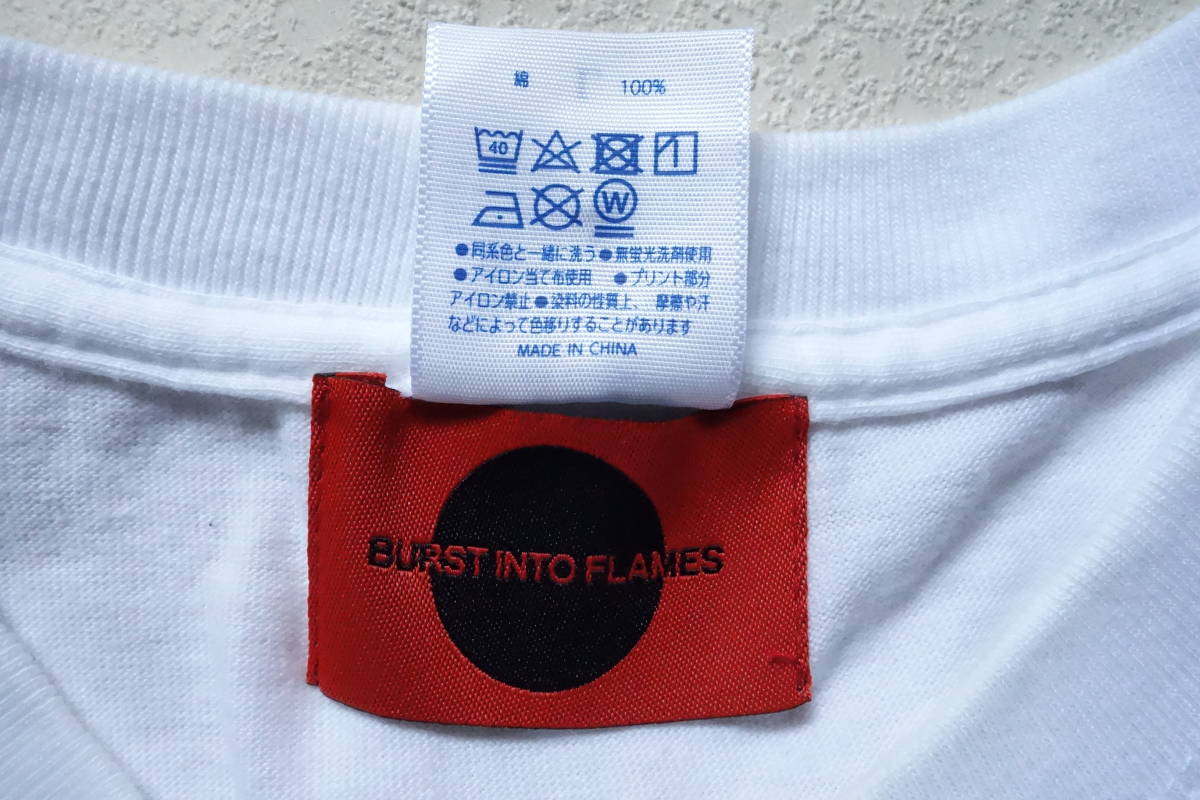 綿 100%
40
W
●同系色と一緒に洗う ●無蛍光洗剤使用
●アイロン当て布使用 ●プリント部分
アイロン禁止 ●染料の性質上、摩擦や汗
などによって色移りすることがあります
MADE IN CHINA
BURST INTO FLAMES